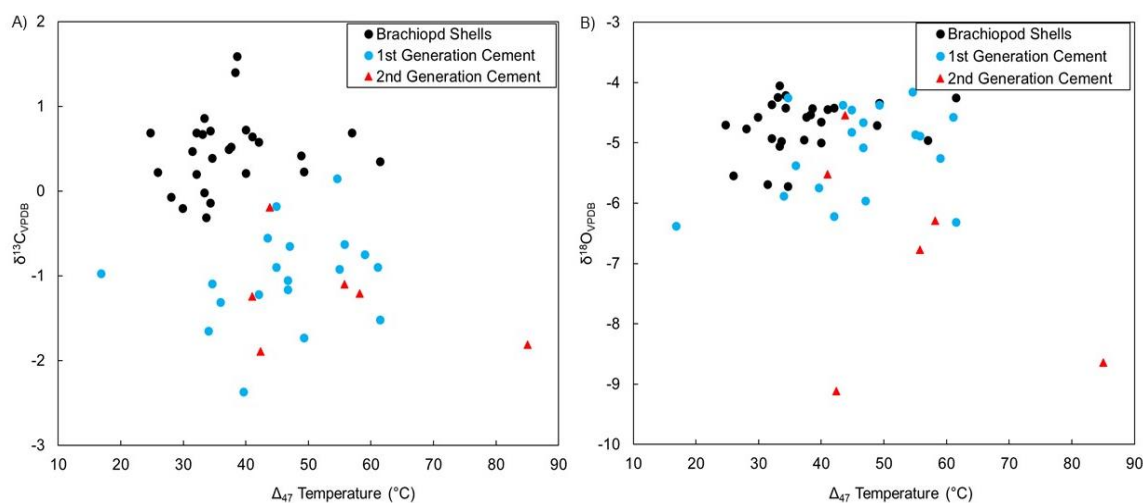 A)
2
1
0
-1
-2
-3
δ13CVPDB
10 20 30 40 50 60 70 80 90
Δ47 Temperature (°C)
Brachiopd Shells
1st Generation Cement
2nd Generation Cement
B)
-3
-4
-5
-6
-7
-8
-9
-10
δ18OVPDB
10 20 30 40 50 60 70 80 90
Δ47 Temperature (°C)
Brachiopd Shells
1st Generation Cement
2nd Generation Cement